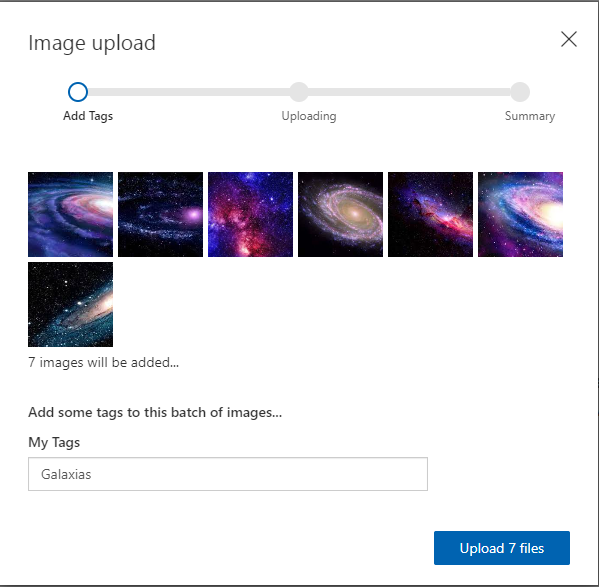 Image upload
Add Tags
Uploading
Summary
7 images will be added...
Add some tags to this batch of images...
My Tags
Galaxias
Upload 7 files